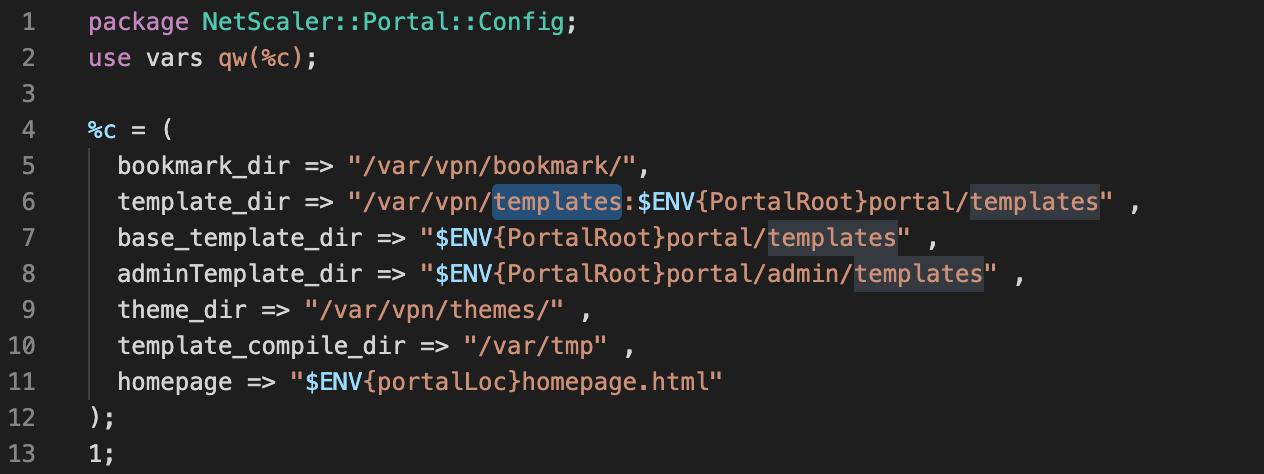 1 package NetScaler::Portal::Config;
2 use vars qw(%c);
3
4 %c = (
5 bookmark_dir => "/var/vpn/bookmark/",
6 template_dir => "/var/vpn/templates:$ENV{PortalRoot}portal/templates" ,
7 base_template_dir => "$ENV{PortalRoot}portal/templates" ,
8 adminTemplate_dir => "$ENV{PortalRoot}portal/admin/templates" ,
9 theme_dir => "/var/vpn/themes/" ,
10 template_compile_dir => "/var/tmp" ,
11 homepage => "$ENV{portalLoc}homepage.html"
12 );
13 1;